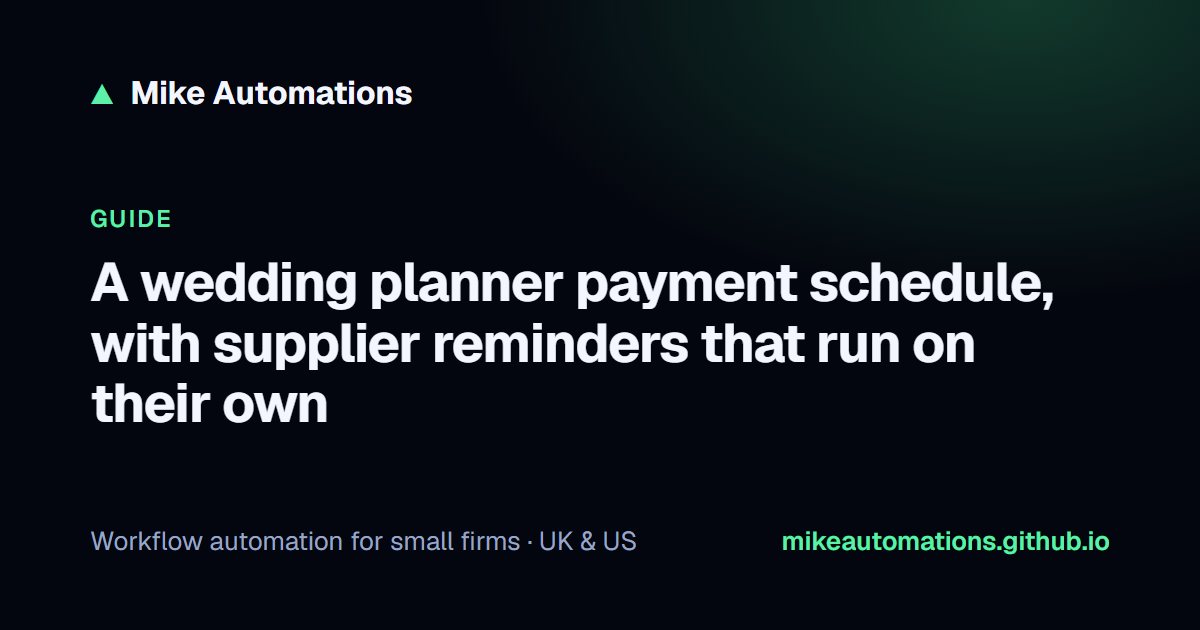 Mike Automations
GUIDE
A wedding planner payment schedule,
with supplier reminders that run on
their own
Workflow automation for small firms · UK & US
mikeautomations.github.io